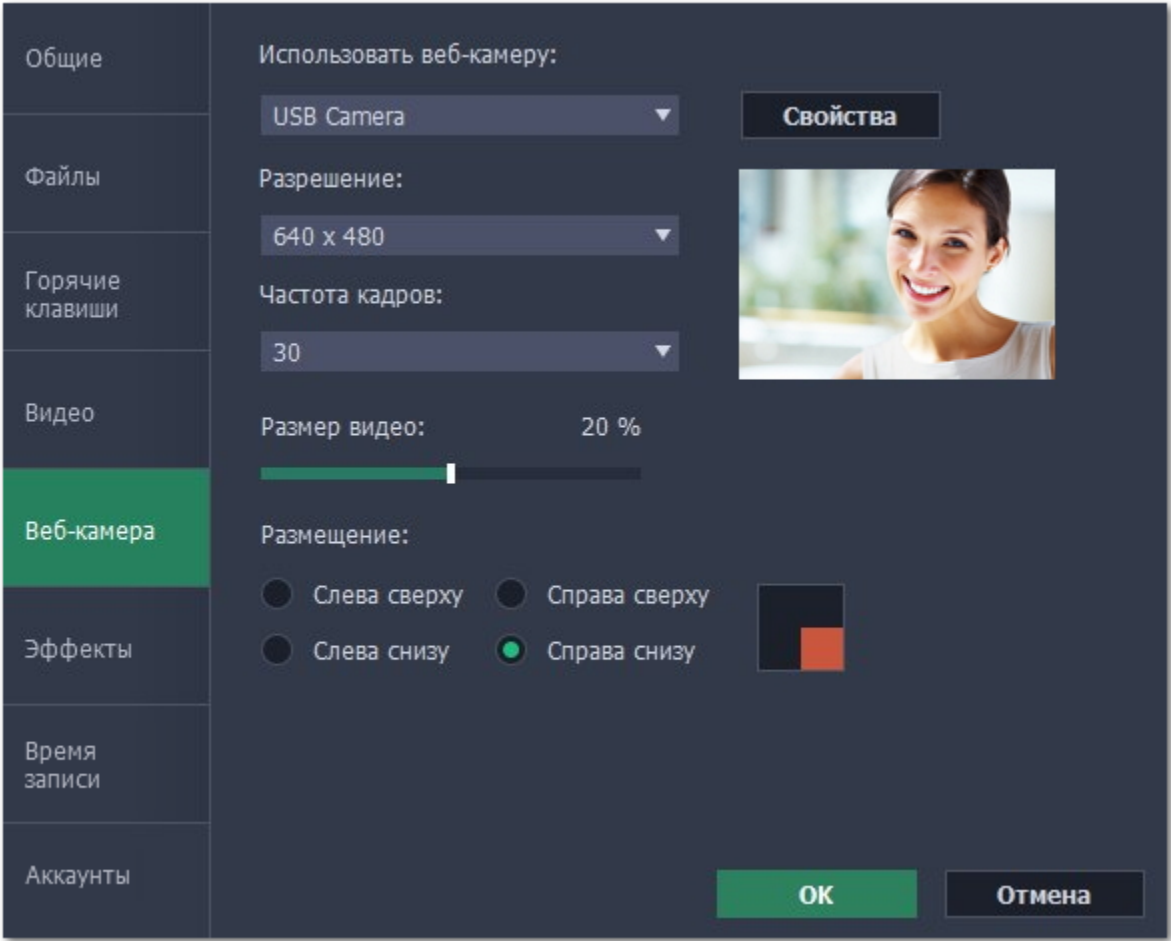 Общие
Файлы
Горячие
клавиши
Видео
Веб-камера
Эффекты
Время
записи
Аккаунты
Использовать веб-камеру:
USB Camera
Свойства
Разрешение:
640 x 480
Частота кадров:
30
Размер видео: 20 %
Размещение:
Слева сверху Справа сверху
Слева снизу Справа снизу
OK Отмена